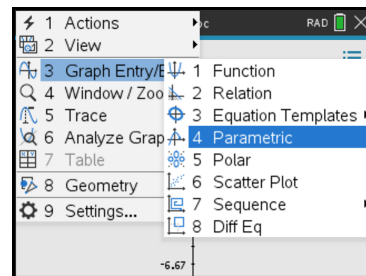 1 Actions
2 View
3 Graph Entry/E
4 Window / Zoo
5 Trace
6 Analyze Grap
7 Table
8 Geometry
9 Settings...
RAD
1 Function
2 Relation
3 Equation Templates
4 Parametric
5 Polar
6 Scatter Plot
7 Sequence
8 Diff Eq
-6.67